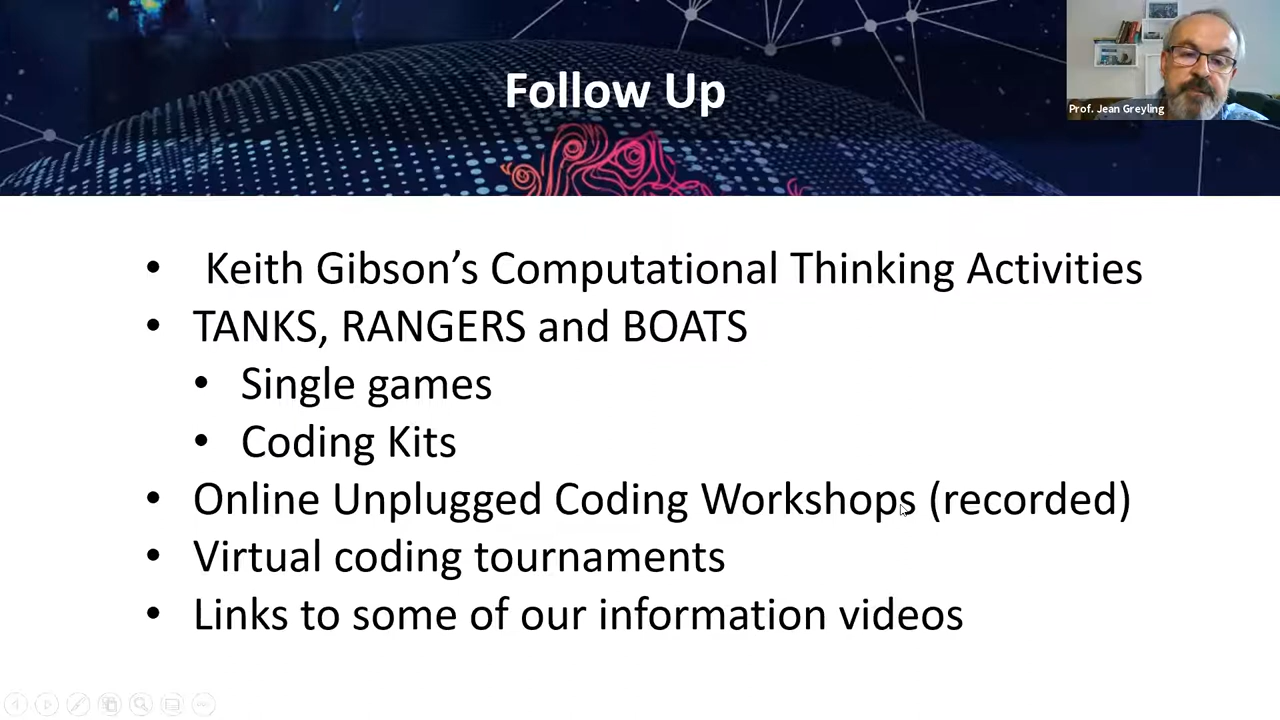 Follow Up
Prof. Jean Greyling
• Keith Gibson’s Computational Thinking Activities
• TANKS, RANGERS and BOATS
• Single games
• Coding Kits
• Online Unplugged Coding Workshops (recorded)
• Virtual coding tournaments
• Links to some of our information videos